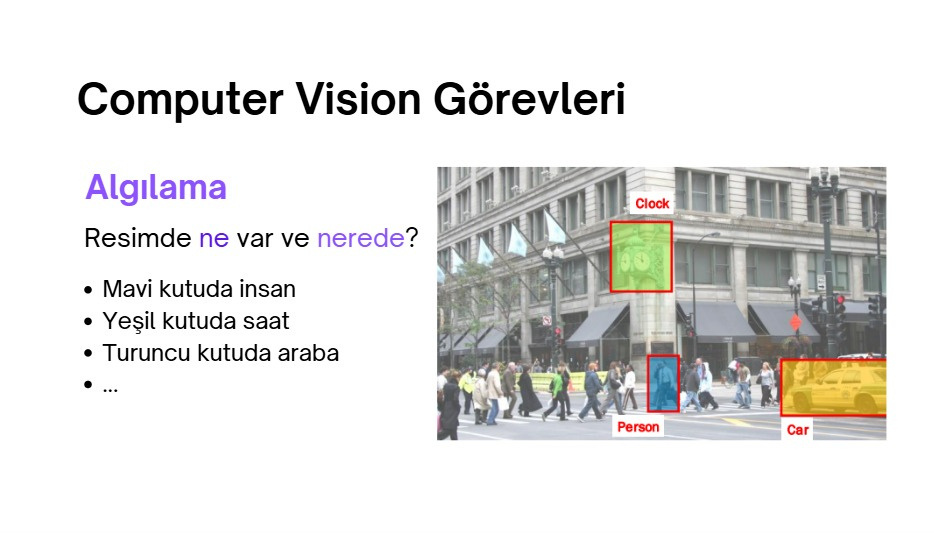 Computer Vision Görevleri
Algılama
Resimde ne var ve nerede?
• Mavi kutuda insan
• Yeşil kutuda saat
• Turuncu kutuda araba
• ...
Clock
Person
Car